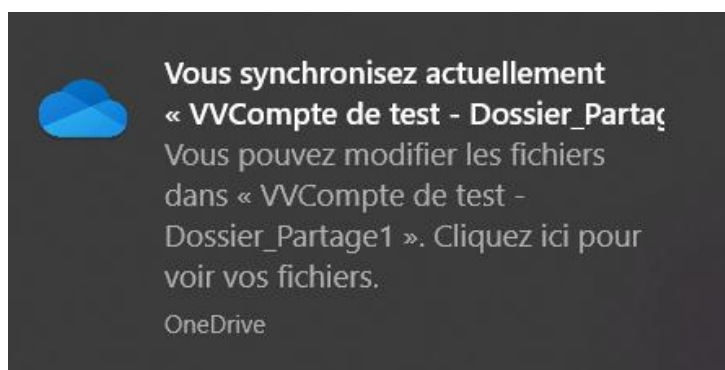 Vous synchronisez actuellement
« VVCompte de test - Dossier_Partag
Vous pouvez modifier les fichiers
dans « VVCompte de test -
Dossier_Partage1 ». Cliquez ici pour
voir vos fichiers.
OneDrive